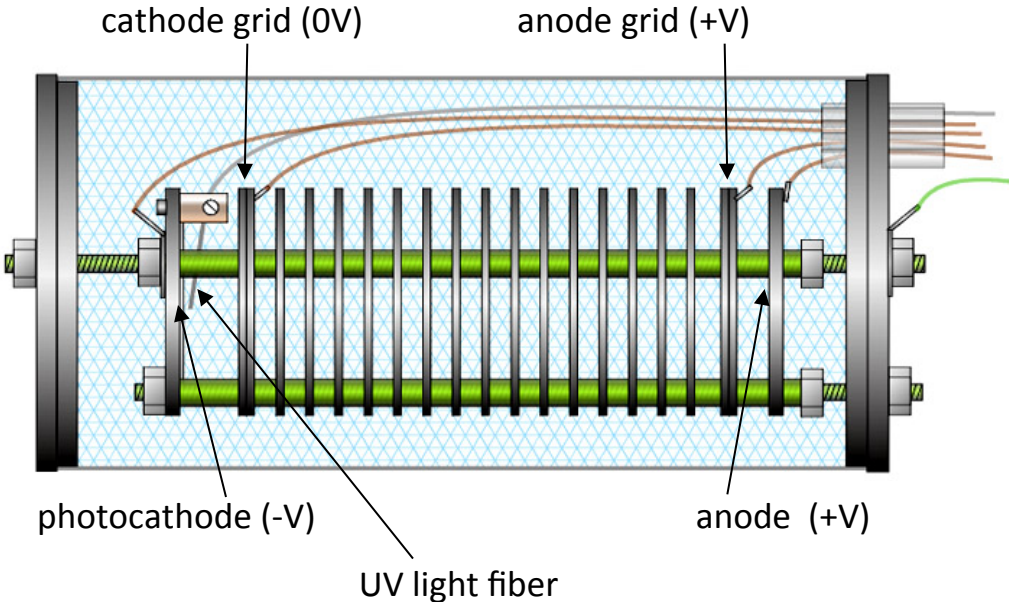 cathode grid (0V)
anode grid (+V)
photocathode (-V)
anode (+V)
UV light fiber